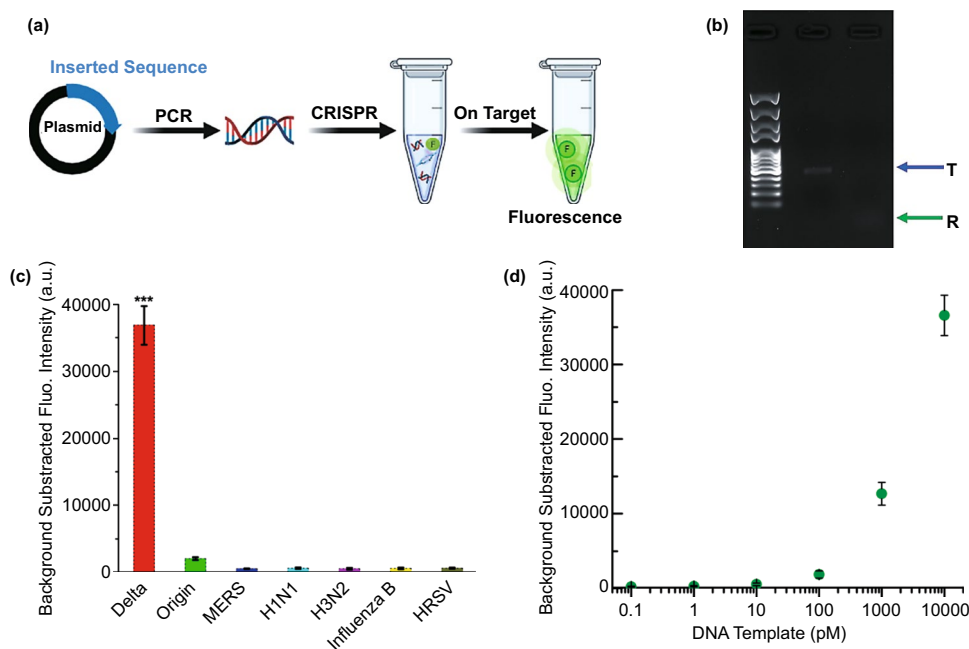 (a)
Inserted Sequence
Plasmid
PCR
CRISPR
On Target
F
F
F
Fluorescence
(b)
T
R
(c)
Background Substracted Fluo. Intensity (a.u.)
40000
30000
20000
10000
0
***
Delta
Origin
MERS
H1N1
H3N2
Influenza B
HRSV
(d)
Background Substracted Fluo. Intensity (a.u.)
40000
30000
20000
10000
0
0.1
1
10
100
1000
10000
DNA Template (pM)